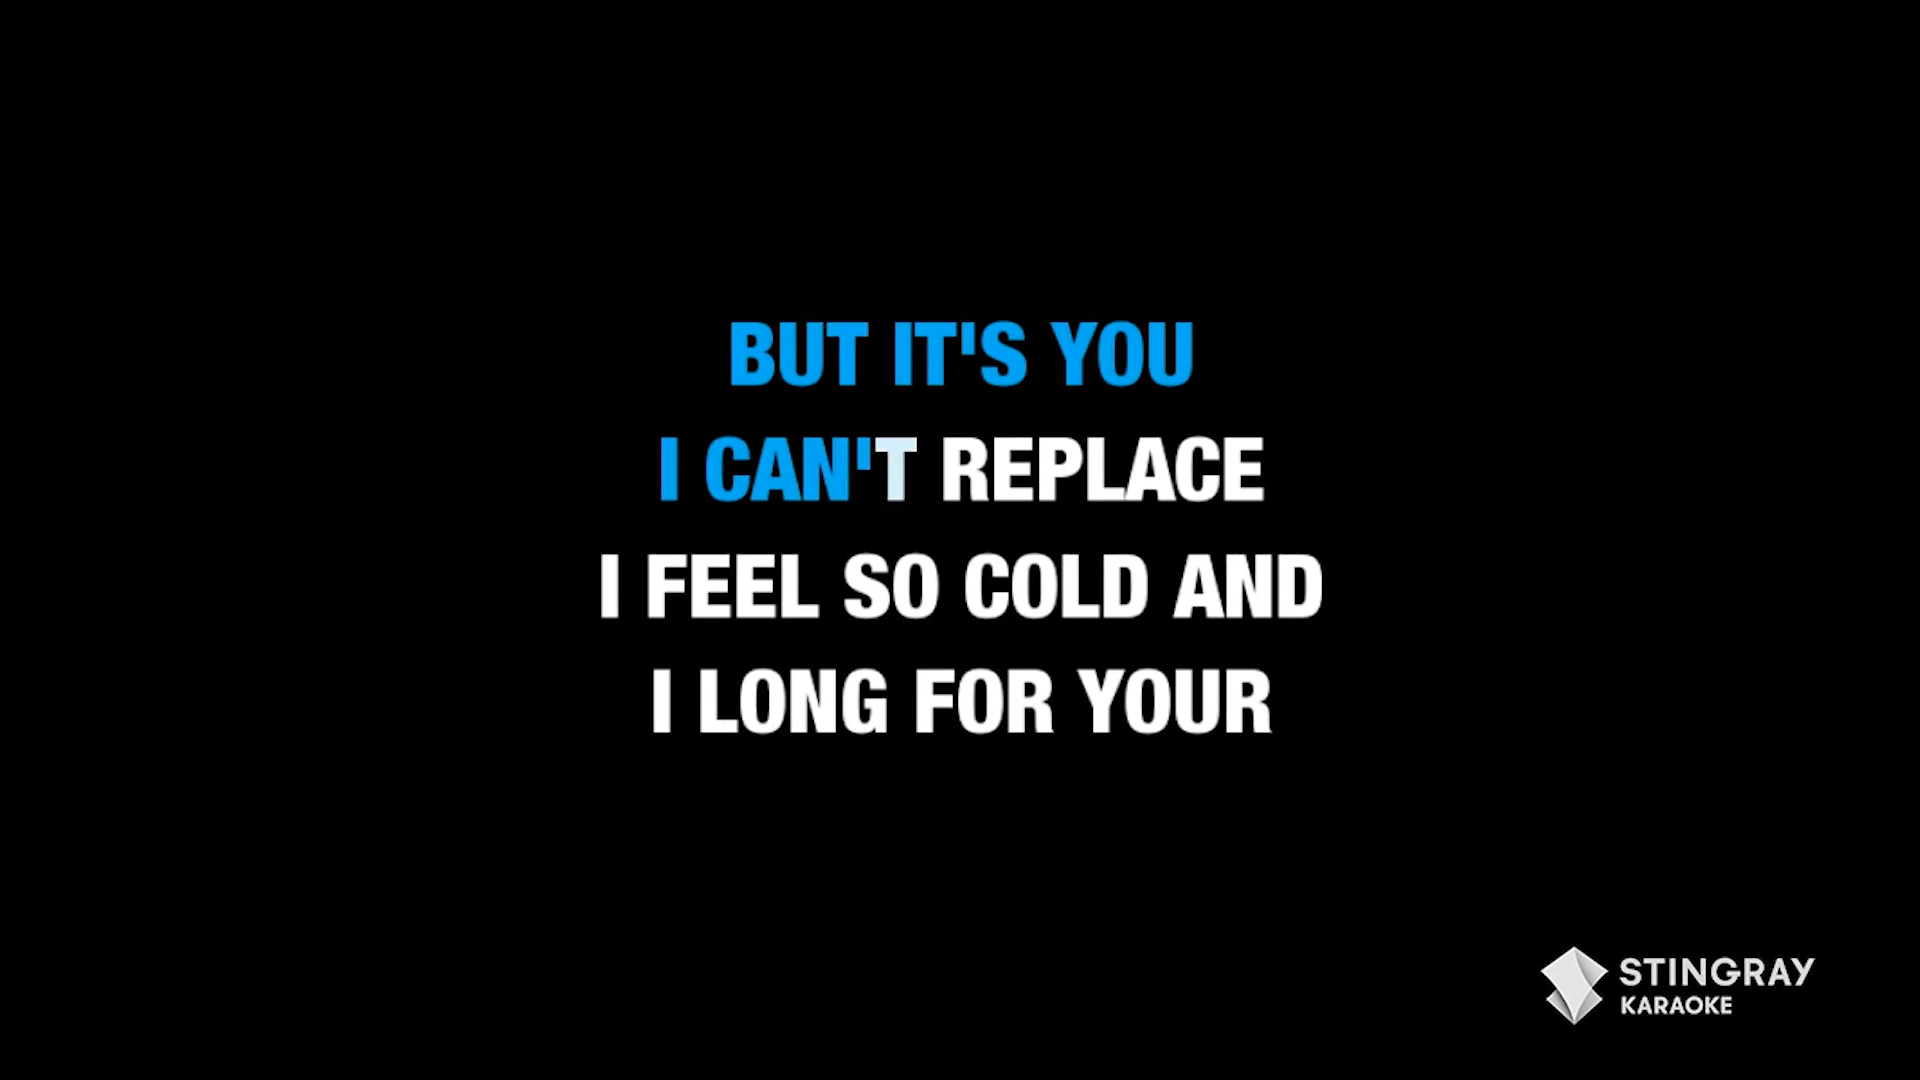 BUT IT'S YOU
I CAN'T REPLACE
I FEEL SO COLD AND
I LONG FOR YOUR
STINGRAY
KARAOKE